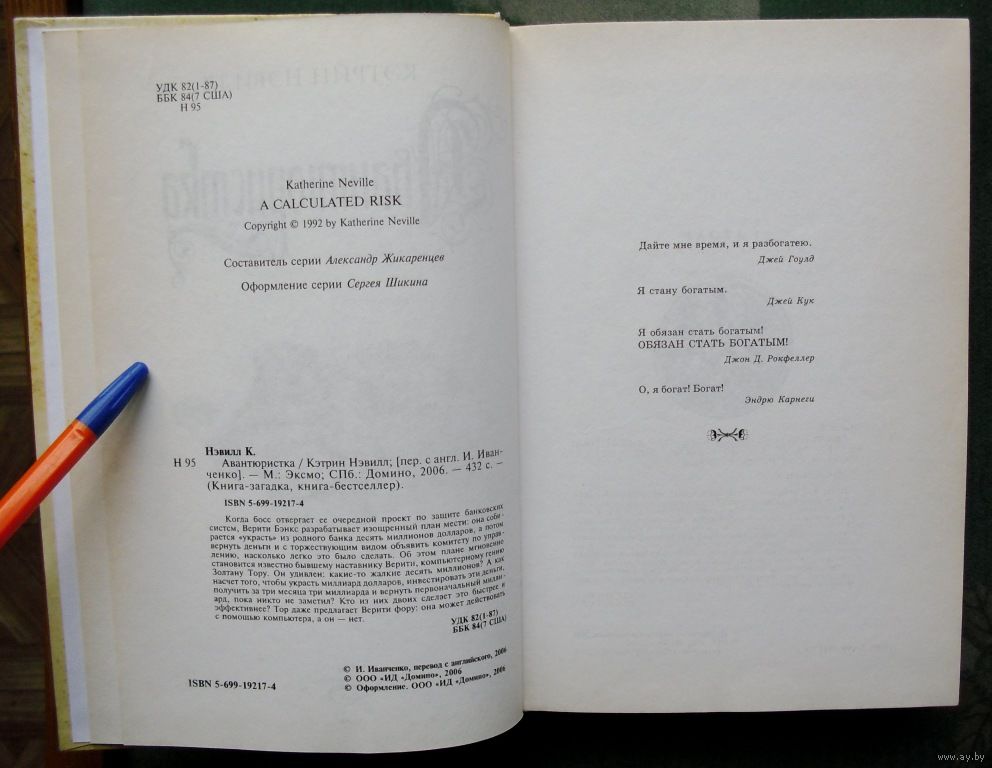 УДК 82(1-87)
ББК 84(7 США)
Н 95
Katherine Neville
A CALCULATED RISK
Copyright © 1992 by Katherine Neville
Составитель серии Александр Жикаренцев
Оформление серии Сергея Шикина
Нэвилл К.
Н 95 Авантюристка / Кэтрин Нэвилл; [пер. с англ. И. Иван-
ченко]. — М.: Эксмо; СПб.: Домино, 2006. — 432 с. —
(Книга-загадка, книга-бестселлер).
ISBN 5-699-19217-4
Когда босс отвергает ее очередной проект по защите банковских
систем, Верити Бэнкс разрабатывает изощренный план мести: она соби-
рается «украсть» из родного банка десять миллионов долларов, а потом
вернуть деньги и с торжествующим видом объявить комитету по управ-
лению, насколько легко это было сделать. Об этом плане мгновенно
становится известно бывшему наставнику Верити, компьютерному гению
Золтану Тору. Он удивлен: какие-то жалкие десять миллионов? А как
насчет того, чтобы украсть миллиард долларов, инвестировать эти деньги,
получить за три месяца три миллиарда и вернуть первоначальный милли-
ард, пока никто не заметил? Кто из них двоих сделает это быстрее и
эффективнее? Тор даже предлагает Верити фору: она может действовать
с помощью компьютера, а он — нет.
УДК 82(1-87)
ББК 84(7 США)
© И. Иванченко, перевод с английского, 2006
© ООО «ИД «Домино», 2006
ISBN 5-699-19217-4 © Оформление. ООО «ИД «Домино», 2006
Дайте мне время, и я разбогатею.
Джей Гоулд
Я стану богатым.
Джей Кук
Я обязан стать богатым!
ОБЯЗАН СТАТЬ БОГАТЫМ!
Джон Д. Рокфеллер
О, я богат! Богат!
Эндрю Карнеги
www.ay.by